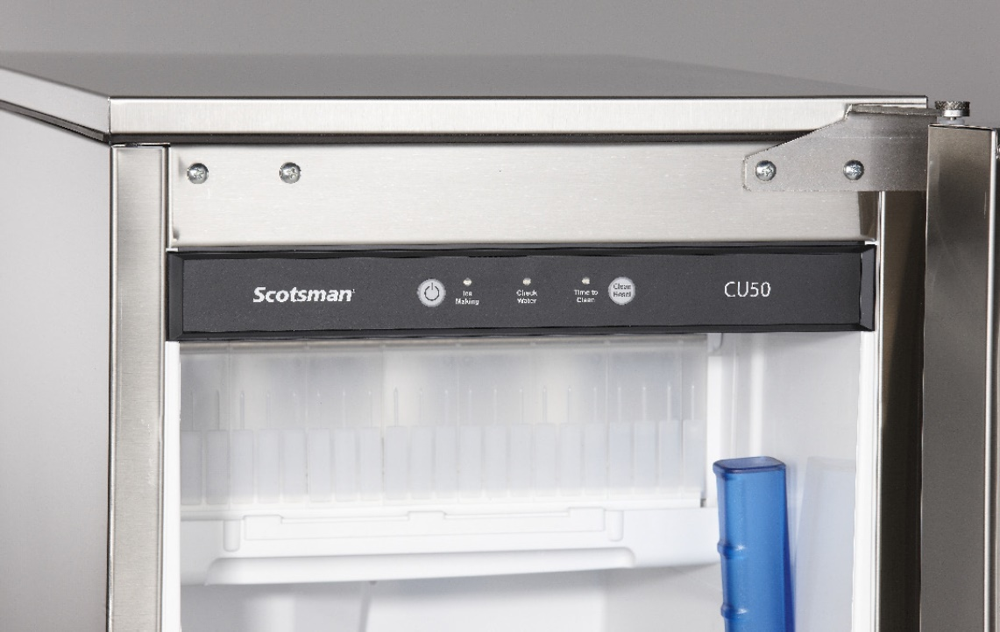 Scotsman
Ice
Making
Check
Water
Time to
Clean
Clean
Reset
CU50